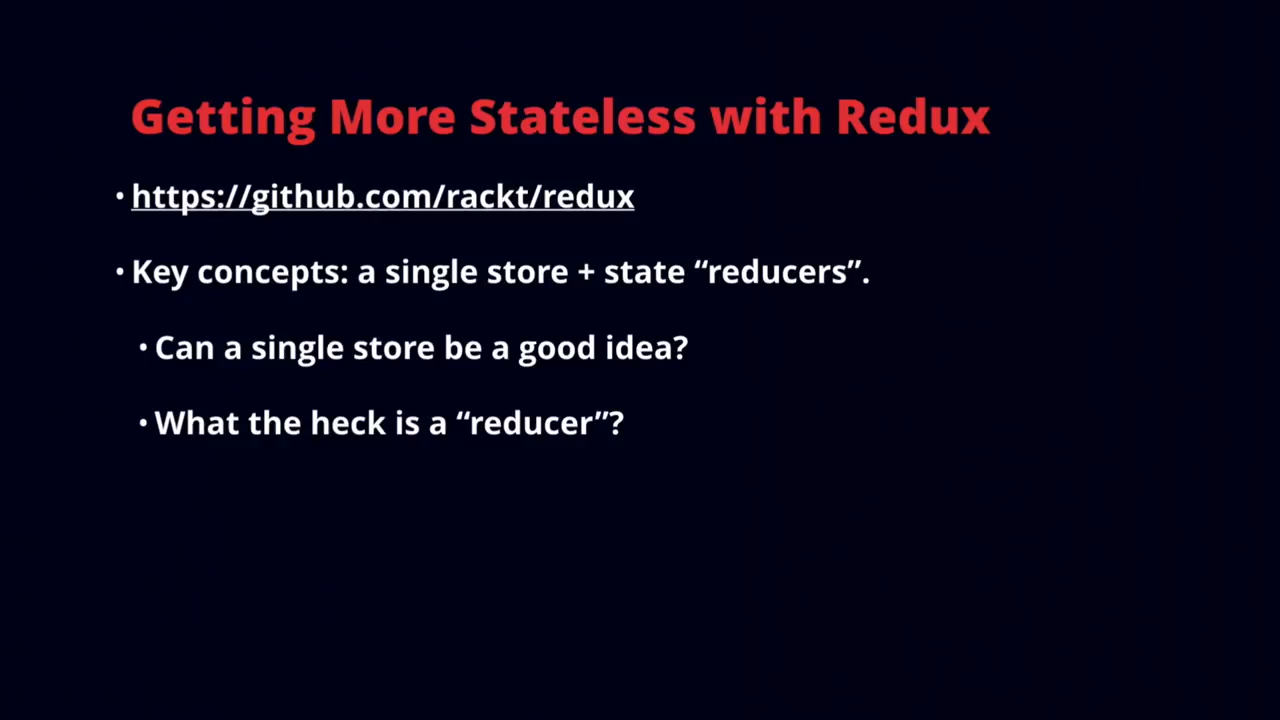 Getting More Stateless with Redux
• https://github.com/rackt/redux
• Key concepts: a single store + state “reducers”.
• Can a single store be a good idea?
• What the heck is a “reducer”?